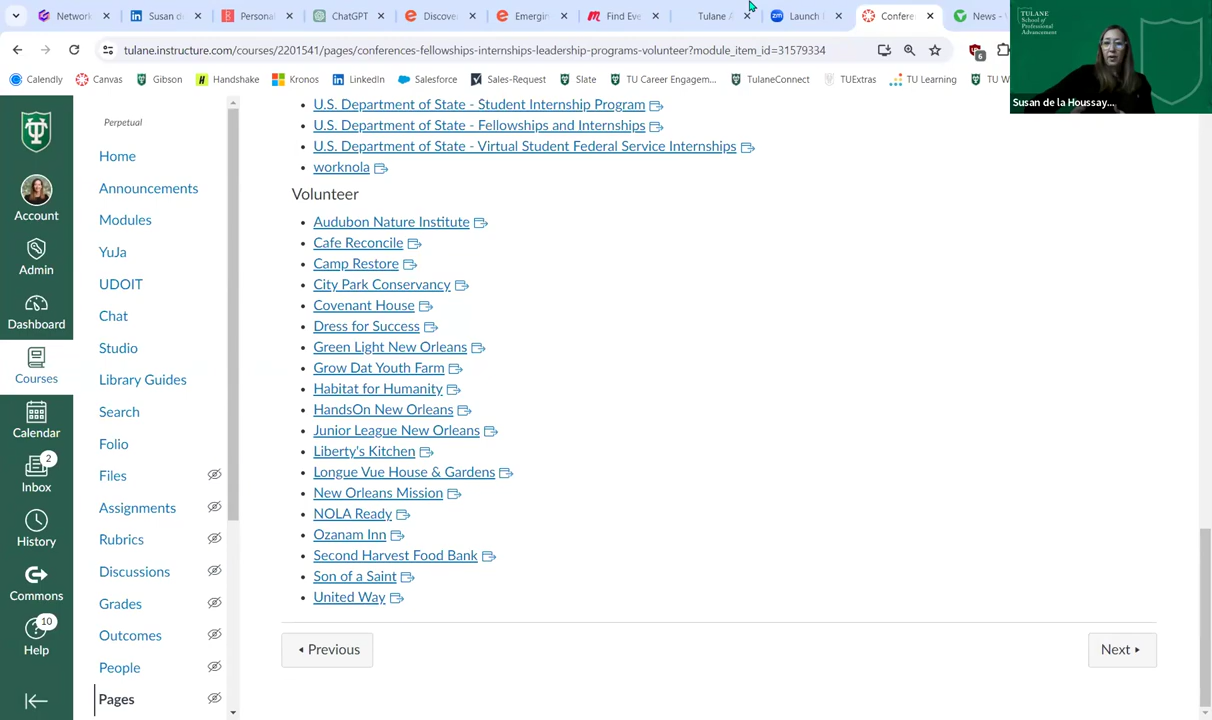 Network
Susan d
Personal
ChatGPT
Discove
Emergin
Find Eve
Tulane A
Launch
Confere
News -
tulane.instructure.com/courses/2201541/pages/conferences-fellowships-internships-leadership-programs-volunteer?module_item_id=31579334
6
Calendly
Canvas
Gibson
Handshake
Kronos
LinkedIn
Salesforce
Sales-Request
Slate
TU Career Engagem...
TulaneConnect
TUExtras
TU Learning
TU W
TULANE
School of
Professional
Advancement
Susan de la Houssay...
Account
Admin
Dashboard
Courses
Calendar
2
Inbox
History
Commons
10
Help
Perpetual
Home
Announcements
Modules
YuJa
UDOIT
Chat
Studio
Library Guides
Search
Folio
Files
Assignments
Rubrics
Discussions
Grades
Outcomes
People
Pages
U.S. Department of State - Student Internship Program
U.S. Department of State - Fellowships and Internships
U.S. Department of State - Virtual Student Federal Service Internships
worknola
Volunteer
Audubon Nature Institute
Cafe Reconcile
Camp Restore
City Park Conservancy
Covenant House
Dress for Success
Green Light New Orleans
Grow Dat Youth Farm
Habitat for Humanity
HandsOn New Orleans
Junior League New Orleans
Liberty's Kitchen
Longue Vue House & Gardens
New Orleans Mission
NOLA Ready
Ozanam Inn
Second Harvest Food Bank
Son of a Saint
United Way
Previous
Next